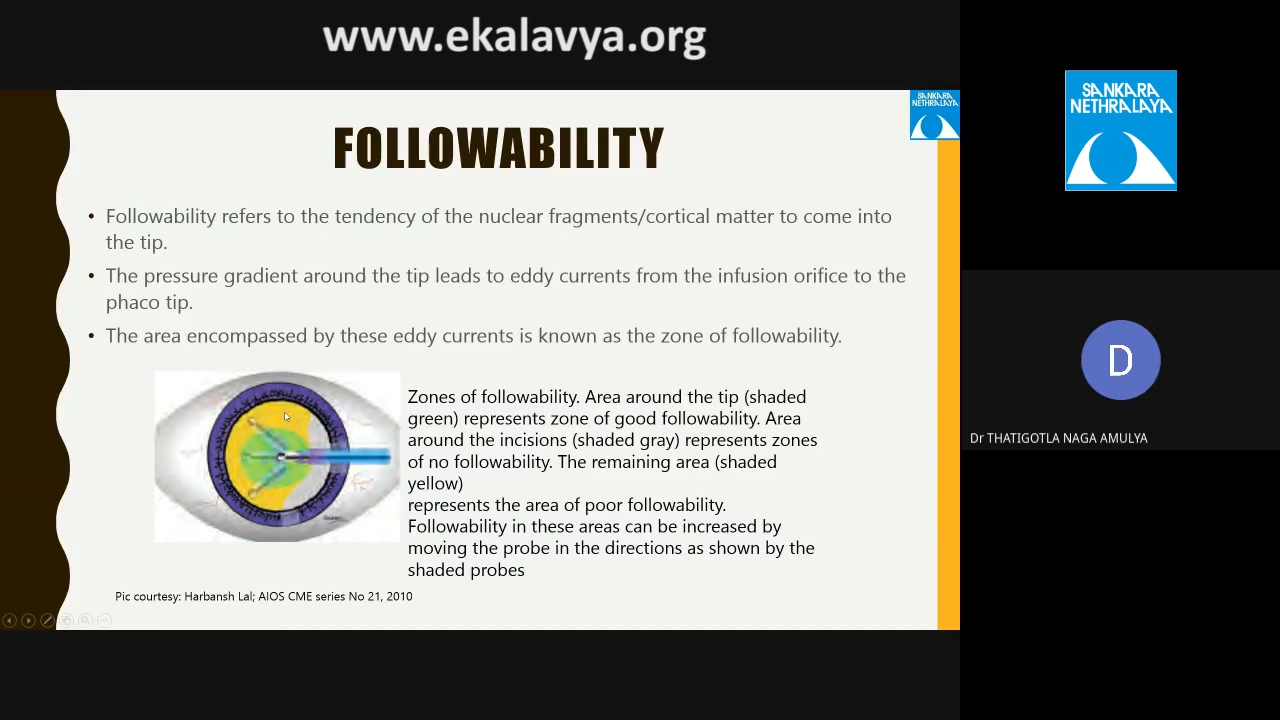 www.ekalavya.org
SANKARA
NETHRALAYA
FOLLOWABILITY
• Followability refers to the tendency of the nuclear fragments/cortical matter to come into
the tip.
• The pressure gradient around the tip leads to eddy currents from the infusion orifice to the
phaco tip.
• The area encompassed by these eddy currents is known as the zone of followability.
Zones of followability. Area around the tip (shaded
green) represents zone of good followability. Area
around the incisions (shaded gray) represents zones
of no followability. The remaining area (shaded
yellow)
represents the area of poor followability.
Followability in these areas can be increased by
moving the probe in the directions as shown by the
shaded probes
Pic courtesy: Harbansh Lal; AIOS CME series No 21, 2010
SANKARA
NETHRALAYA
D
Dr THATIGOTLA NAGA AMULYA